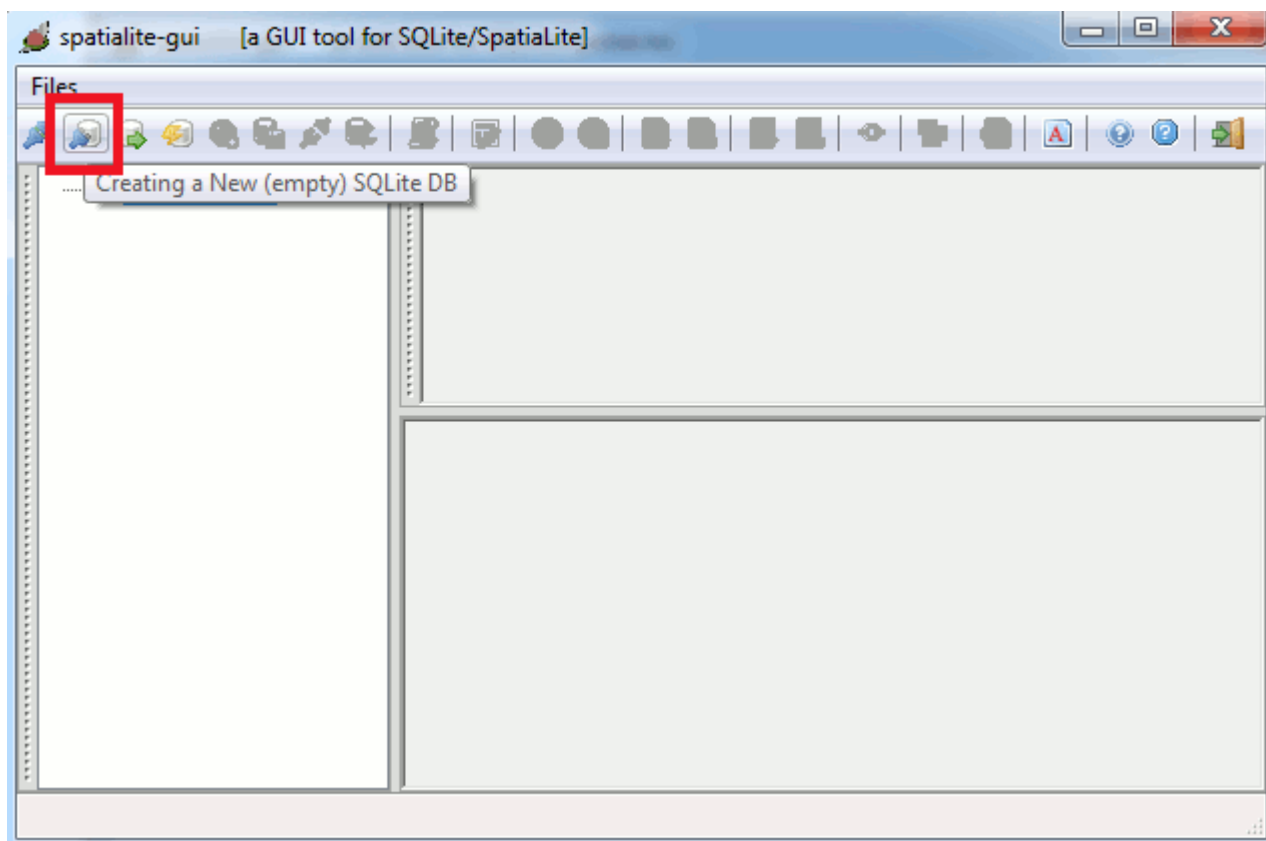 spatialite-gui [a GUI tool for SQLite/SpatiaLite]
Files
A ? ?
Creating a New (empty) SQLite DB